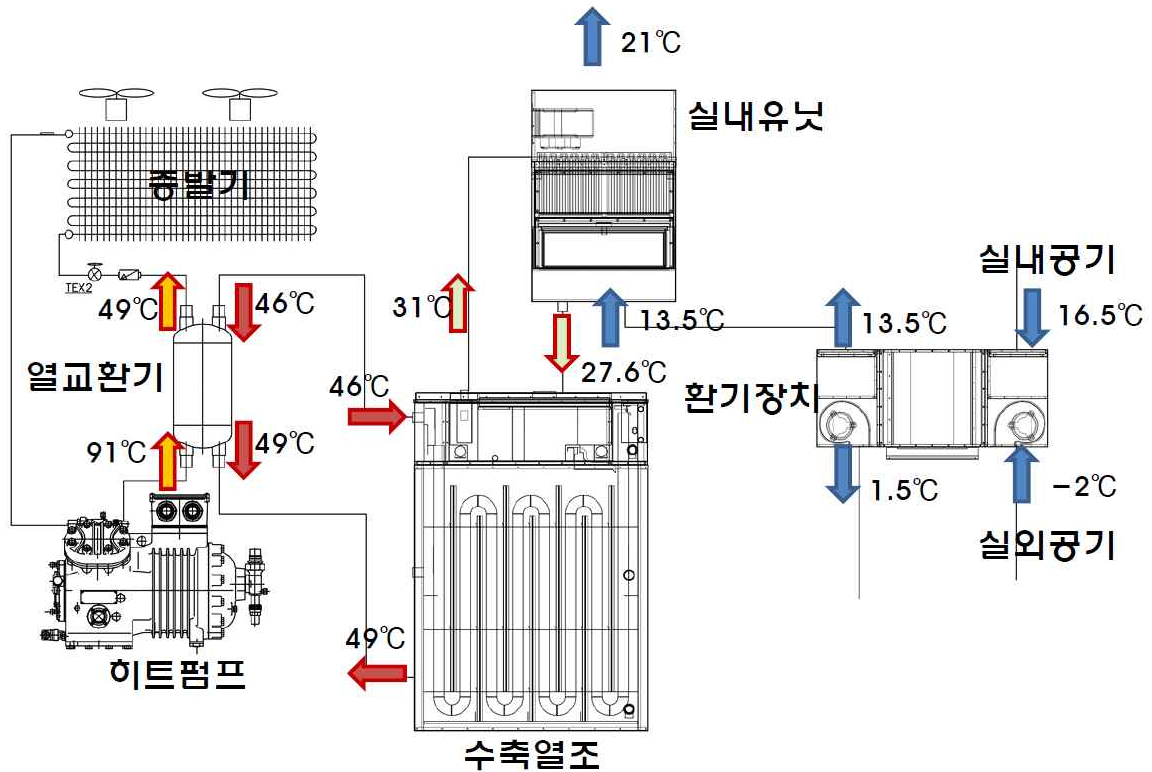 21℃
실내유닛
증발기
실내공기
TEX2
49℃
46℃
31℃
13.5℃
13.5℃
16.5℃
열교환기
46℃
27.6℃
환기장치
91℃
49℃
1.5℃
-2℃
실외공기
49℃
히트펌프
수축열조